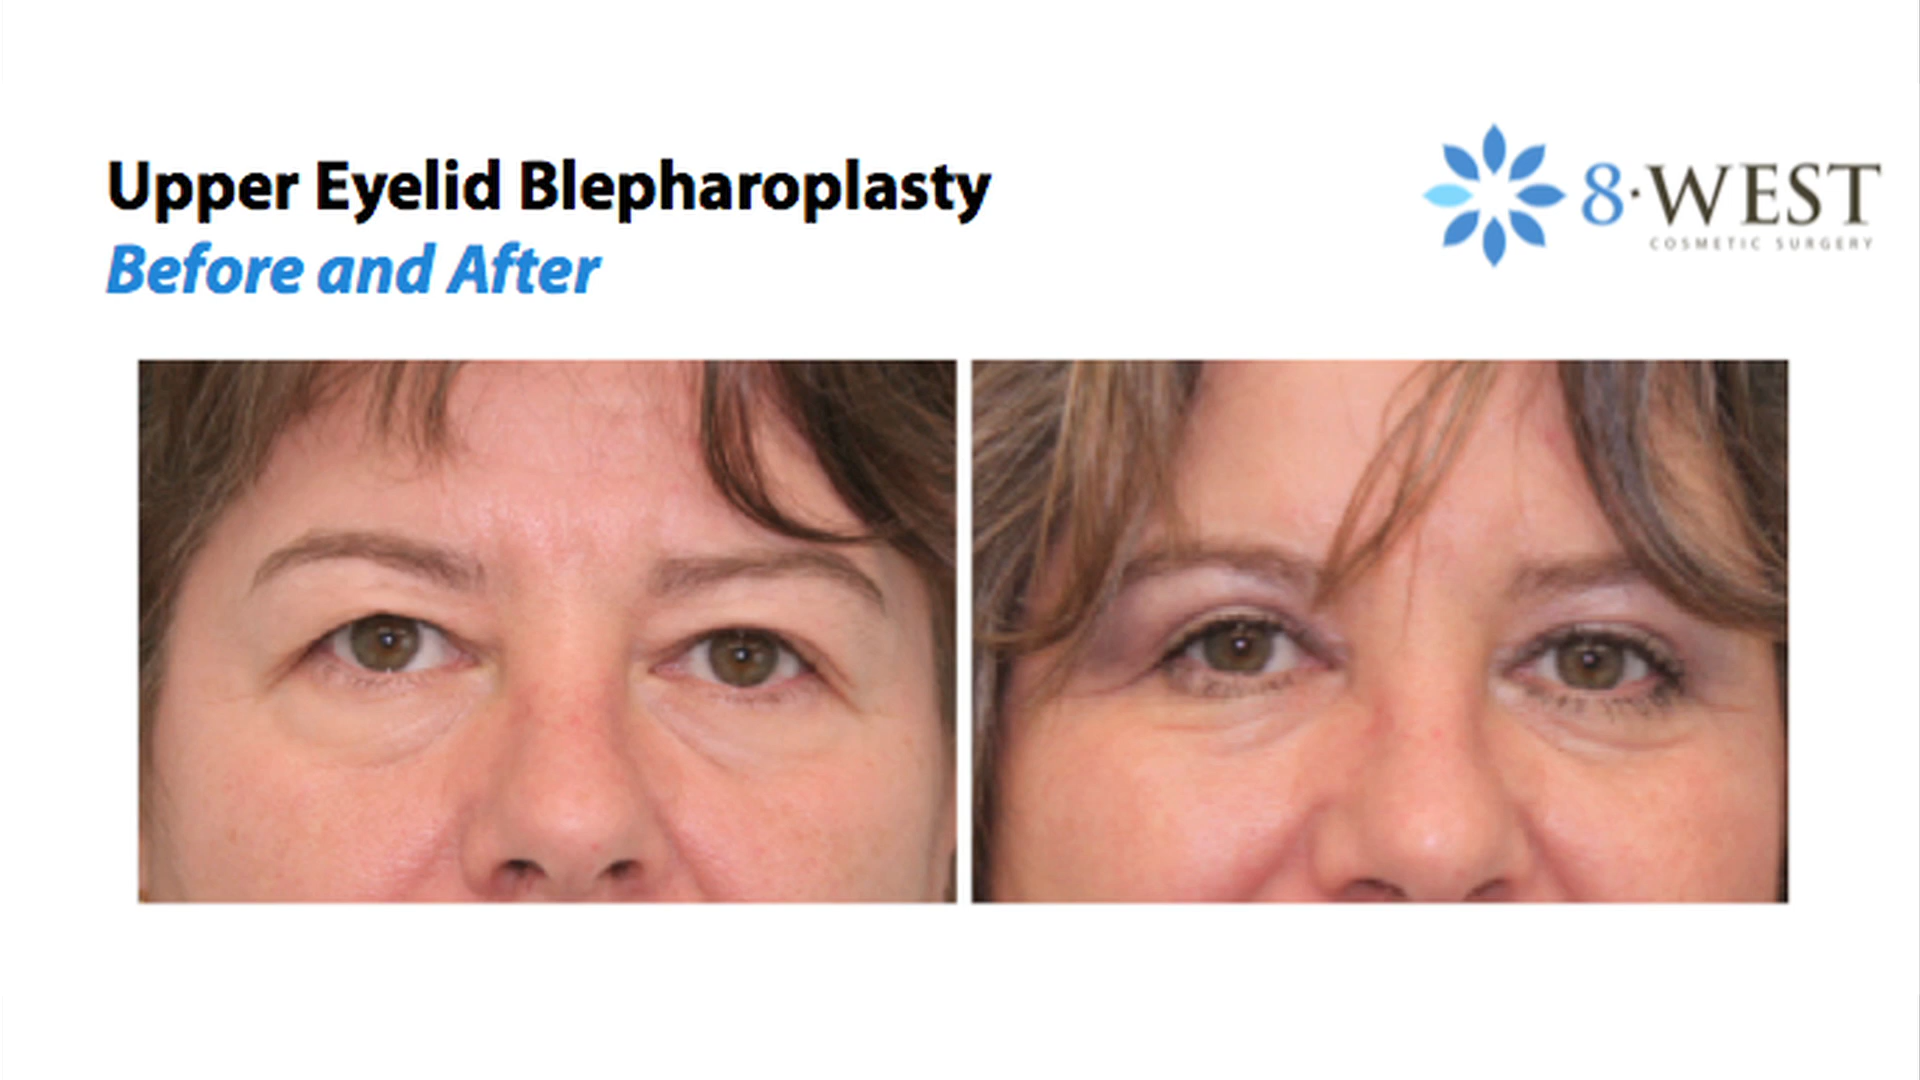 Upper Eyelid Blepharoplasty
Before and After
8·WEST
COSMETIC SURGERY